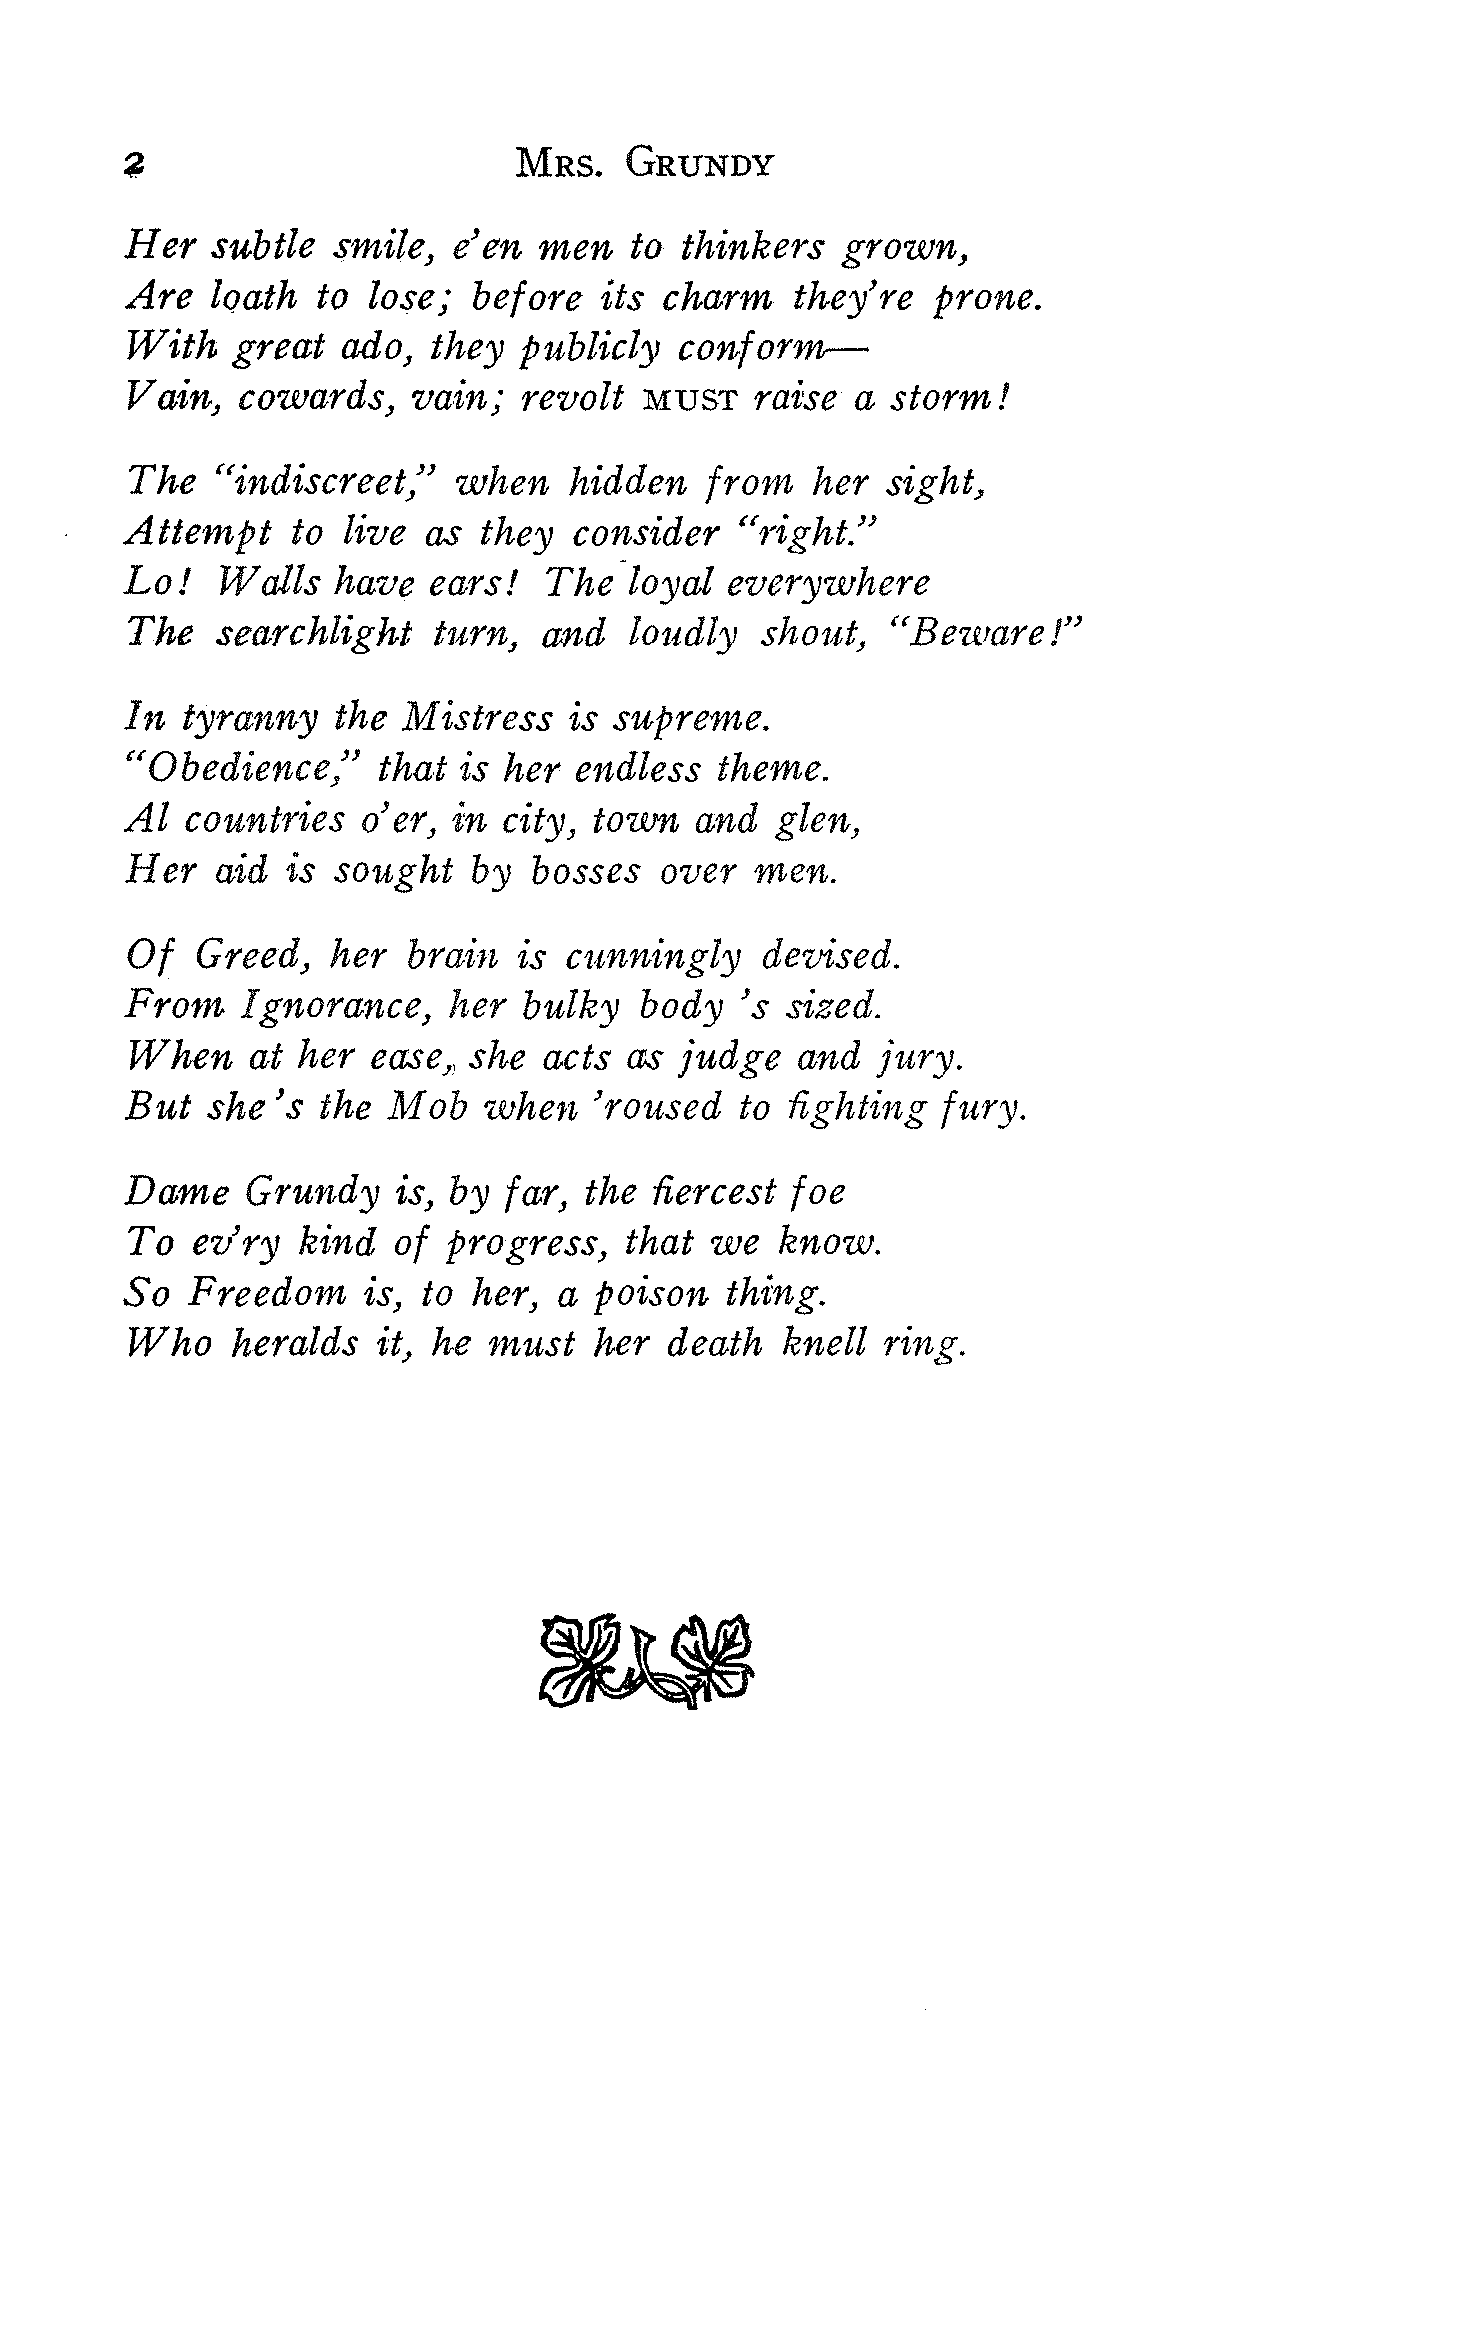 2 MRS. GRUNDY
Her subtle smile, e'en men to thinkers grown,
Are loath to lose; before its charm they're prone.
With great ado, they publicly conform—
Vain, cowards, vain; revolt MUST raise a storm!
The "indiscreet," when hidden from her sight,
Attempt to live as they consider "right."
Lo! Walls have ears! The loyal everywhere
The searchlight turn, and loudly shout, "Beware!"
In tyranny the Mistress is supreme.
"Obedience," that is her endless theme.
Al countries o'er, in city, town and glen,
Her aid is sought by bosses over men.
Of Greed, her brain is cunningly devised.
From Ignorance, her bulky body 's sized.
When at her ease, she acts as judge and jury.
But she 's the Mob when 'roused to fighting fury.
Dame Grundy is, by far, the fiercest foe
To ev'ry kind of progress, that we know.
So Freedom is, to her, a poison thing.
Who heralds it, he must her death knell ring.